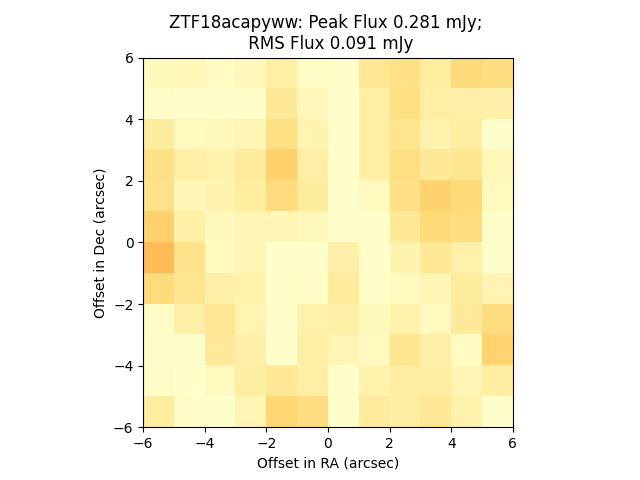 ZTF18acapyww: Peak Flux 0.281 mJy;
RMS Flux 0.091 mJy
6
4
2
0
−2
−4
−6
Offset in Dec (arcsec)
−6 −4 −2 0 2 4 6
Offset in RA (arcsec)